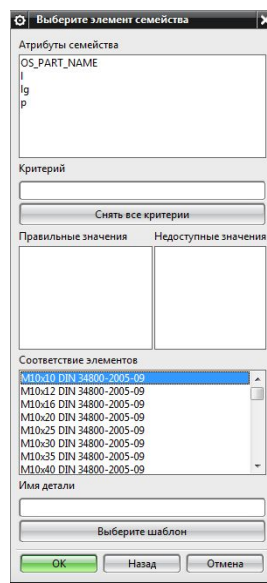 Выберите элемент семейства
Атрибуты семейства
OS_PART_NAME
l
lg
p
Критерий
Снять все критерии
Правильные значения Недоступные значения
Соответствие элементов
M10x10 DIN 34800-2005-09
M10x12 DIN 34800-2005-09
M10x16 DIN 34800-2005-09
M10x20 DIN 34800-2005-09
M10x25 DIN 34800-2005-09
M10x30 DIN 34800-2005-09
M10x35 DIN 34800-2005-09
M10x40 DIN 34800-2005-09
Имя детали
Выберите шаблон
OK Назад Отмена